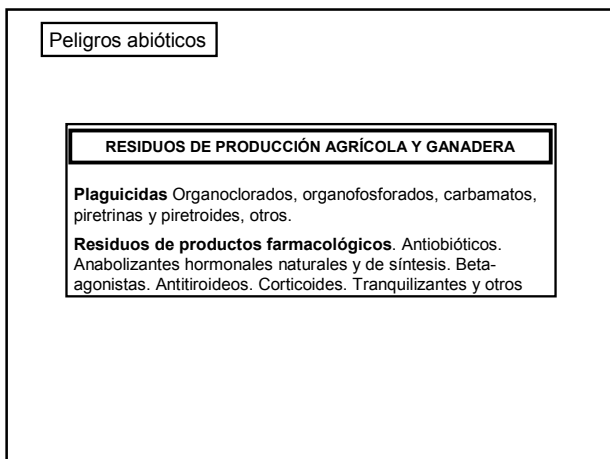 Peligros abióticos
RESIDUOS DE PRODUCCIÓN AGRÍCOLA Y GANADERA
Plaguicidas Organoclorados, organofosforados, carbamatos,
piretrinas y piretroides, otros.
Residuos de productos farmacológicos. Antiobióticos.
Anabolizantes hormonales naturales y de síntesis. Beta-
agonistas. Antitiroideos. Corticoides. Tranquilizantes y otros